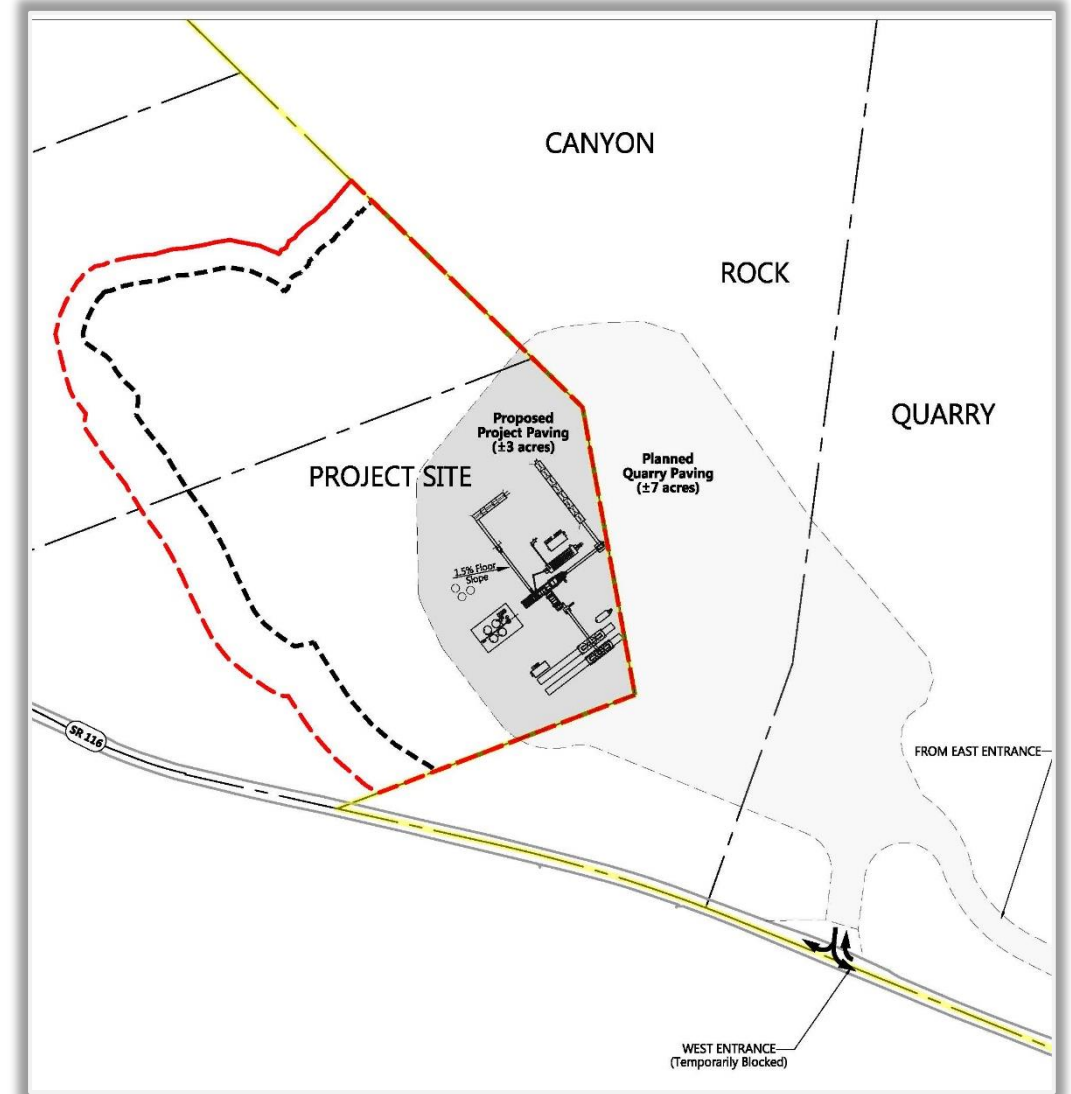 CANYON
ROCK
QUARRY
Proposed
Project Paving
(±3 acres)
Planned
Quarry Paving
(±7 acres)
PROJECT SITE
1.5% Floor
Slope
SR 116
FROM EAST ENTRANCE
WEST ENTRANCE
(Temporarily Blocked)